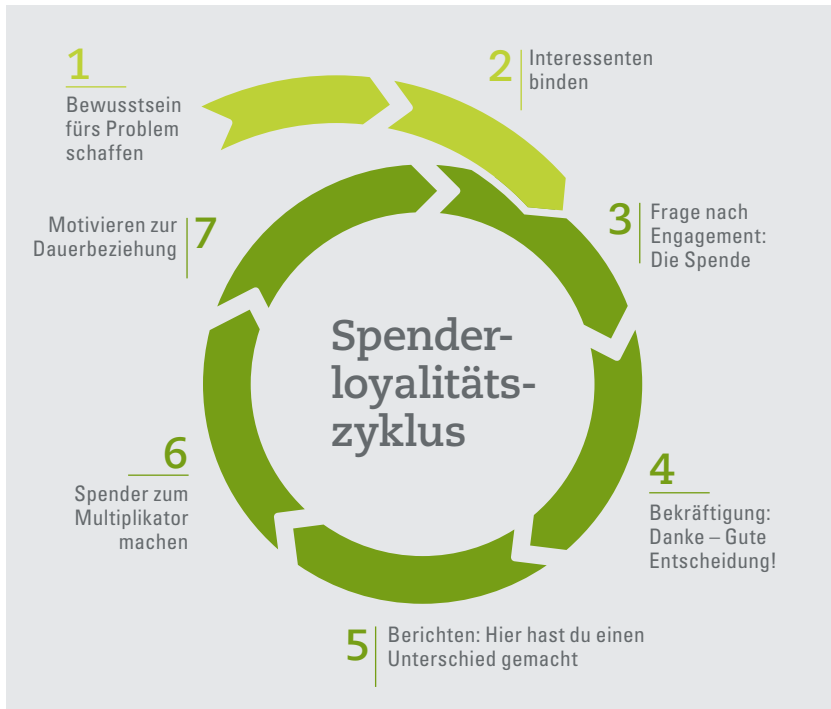 1
Bewusstsein
fürs Problem
schaffen
2
Interessenten
binden
3
Frage nach
Engagement:
Die Spende
4
Bekräftigung:
Danke – Gute
Entscheidung!
5
Berichten: Hier hast du einen
Unterschied gemacht
6
Spender zum
Multiplikator
machen
7
Motivieren zur
Dauerbeziehung
Spender-
loyalitäts-
zyklus